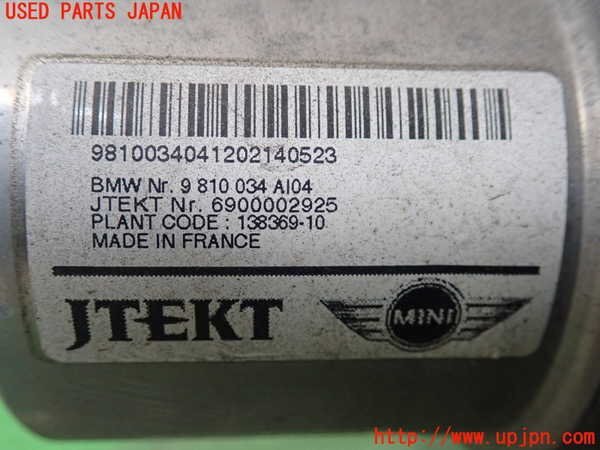 USED PARTS JAPAN
9810034041202140523
BMW Nr. 9 810 034 AI04
JTEKT Nr. 6900002925
PLANT CODE : 138369-10
MADE IN FRANCE
JTEKT
MINI
http://www.upjpn.com/